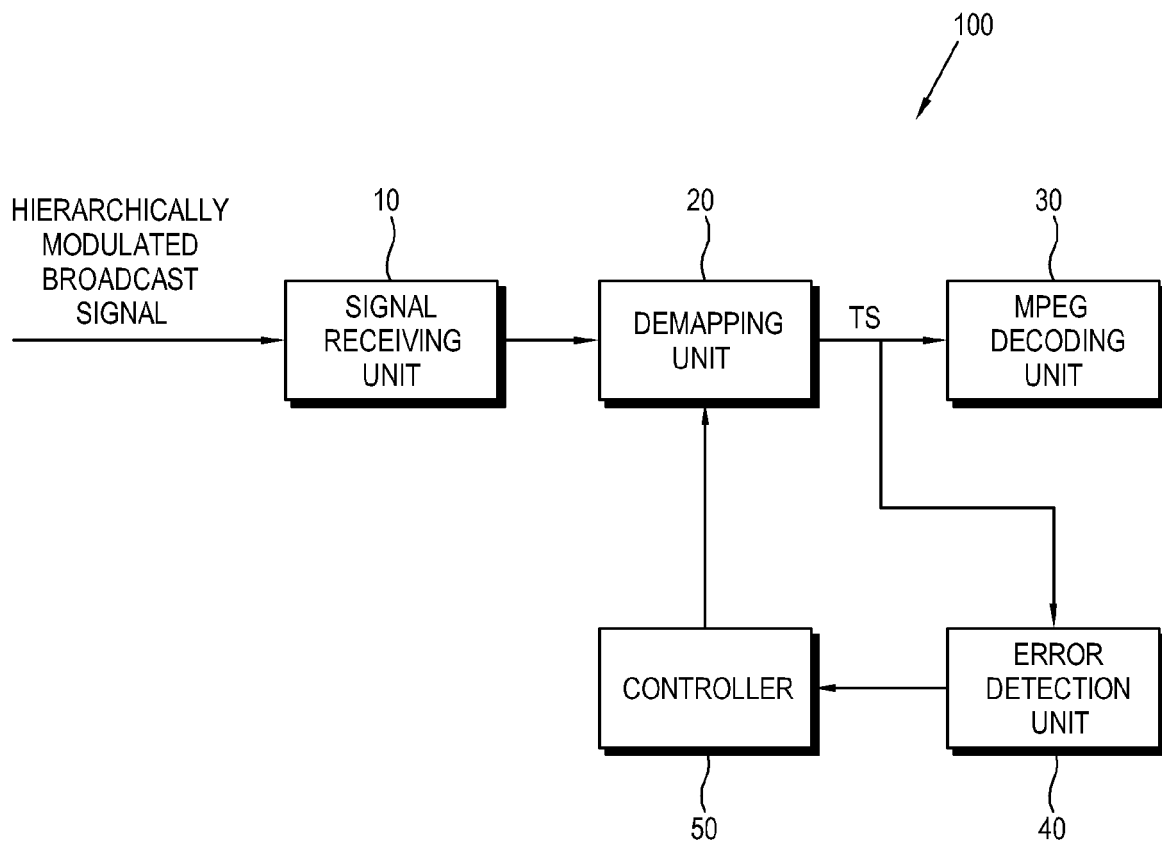 100
HIERARCHICALLY
MODULATED
BROADCAST
SIGNAL
10
SIGNAL
RECEIVING
UNIT
20
DEMAPPING
UNIT
TS
30
MPEG
DECODING
UNIT
CONTROLLER
50
ERROR
DETECTION
UNIT
40